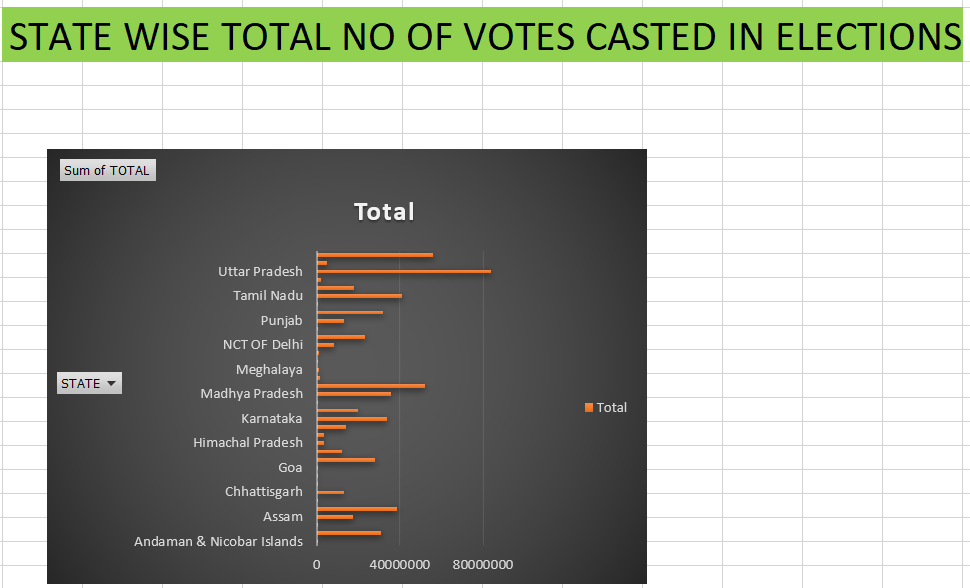 STATE WISE TOTAL NO OF VOTES CASTED IN ELECTIONS
Sum of TOTAL
Total
Uttar Pradesh
Tamil Nadu
Punjab
NCT OF Delhi
Meghalaya
STATE
Madhya Pradesh
Total
Karnataka
Himachal Pradesh
Goa
Chhattisgarh
Assam
Andaman & Nicobar Islands
0 40000000 80000000